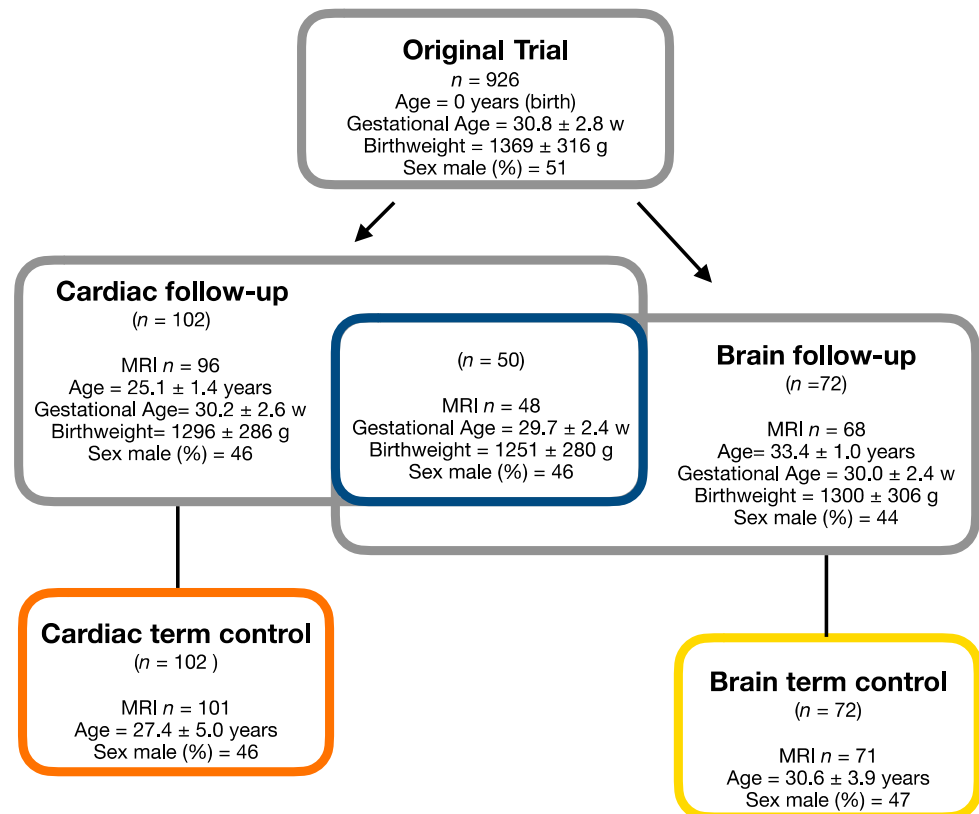 Original Trial
n = 926
Age = 0 years (birth)
Gestational Age = 30.8 ± 2.8 w
Birthweight = 1369 ± 316 g
Sex male (%) = 51
Cardiac follow-up
(n = 102)
MRI n = 96
Age = 25.1 ± 1.4 years
Gestational Age= 30.2 ± 2.6 w
Birthweight= 1296 ± 286 g
Sex male (%) = 46
(n = 50)
MRI n = 48
Gestational Age = 29.7 ± 2.4 w
Birthweight = 1251 ± 280 g
Sex male (%) = 46
Brain follow-up
(n =72)
MRI n = 68
Age= 33.4 ± 1.0 years
Gestational Age = 30.0 ± 2.4 w
Birthweight = 1300 ± 306 g
Sex male (%) = 44
Cardiac term control
(n = 102 )
MRI n = 101
Age = 27.4 ± 5.0 years
Sex male (%) = 46
Brain term control
(n = 72)
MRI n = 71
Age = 30.6 ± 3.9 years
Sex male (%) = 47